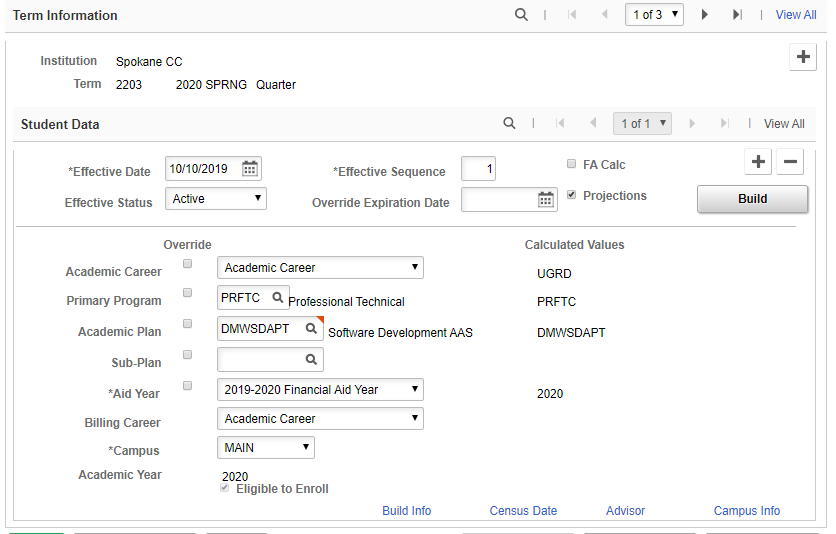 Term Information 1 of 3 View All
Institution Spokane CC
Term 2203 2020 SPRNG Quarter
Student Data 1 of 1 View All
*Effective Date 10/10/2019 *Effective Sequence 1 FA Calc
Effective Status Active Override Expiration Date Projections Build
Override Calculated Values
Academic Career Academic Career UGRD
Primary Program PRFTC Professional Technical PRFTC
Academic Plan DMWSDAPT Software Development AAS DMWSDAPT
Sub-Plan
*Aid Year 2019-2020 Financial Aid Year 2020
Billing Career Academic Career
*Campus MAIN
Academic Year 2020
Eligible to Enroll
Build Info Census Date Advisor Campus Info